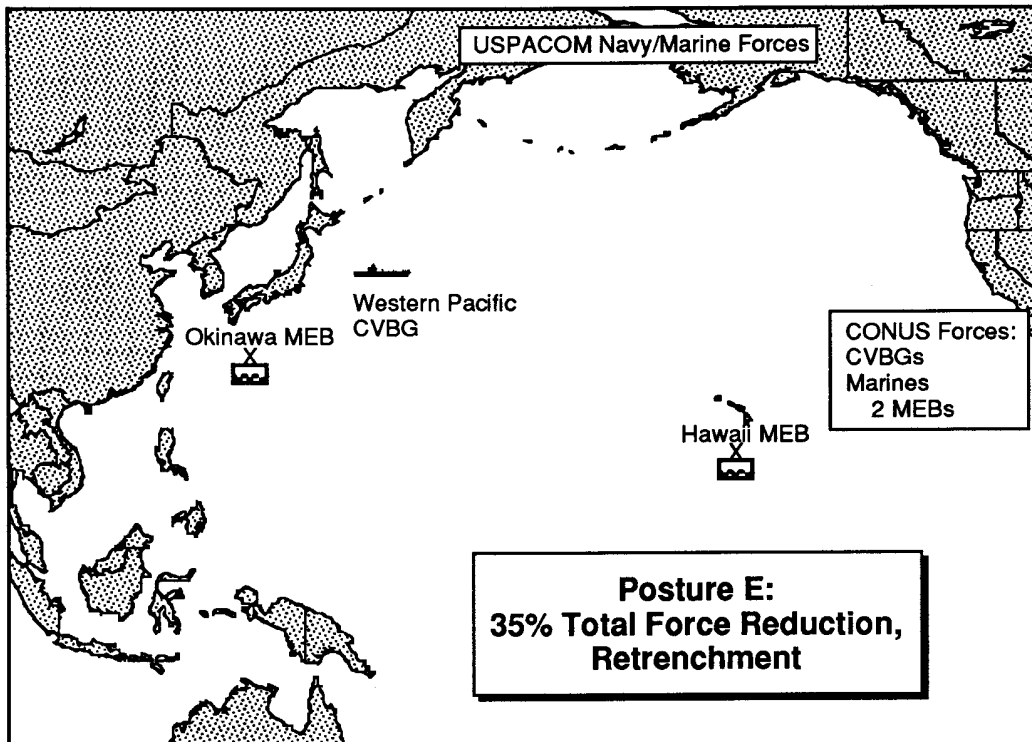 USPACOM Navy/Marine Forces
Western Pacific
CVBG
Okinawa MEB
CONUS Forces:
CVBGs
Marines
2 MEBs
Hawaii MEB
Posture E:
35% Total Force Reduction,
Retrenchment